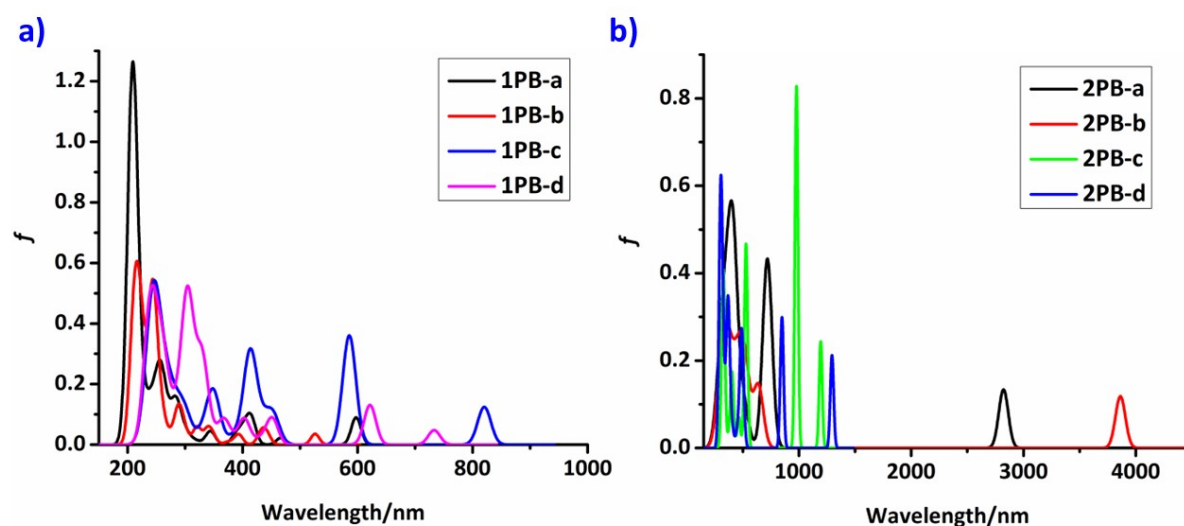 a)
1PB-a
1PB-b
1PB-c
1PB-d
f
1.2
1.0
0.8
0.6
0.4
0.2
0.0
200
400
600
800
1000
Wavelength/nm
b)
2PB-a
2PB-b
2PB-c
2PB-d
f
0.8
0.6
0.4
0.2
0.0
1000
2000
3000
4000
Wavelength/nm